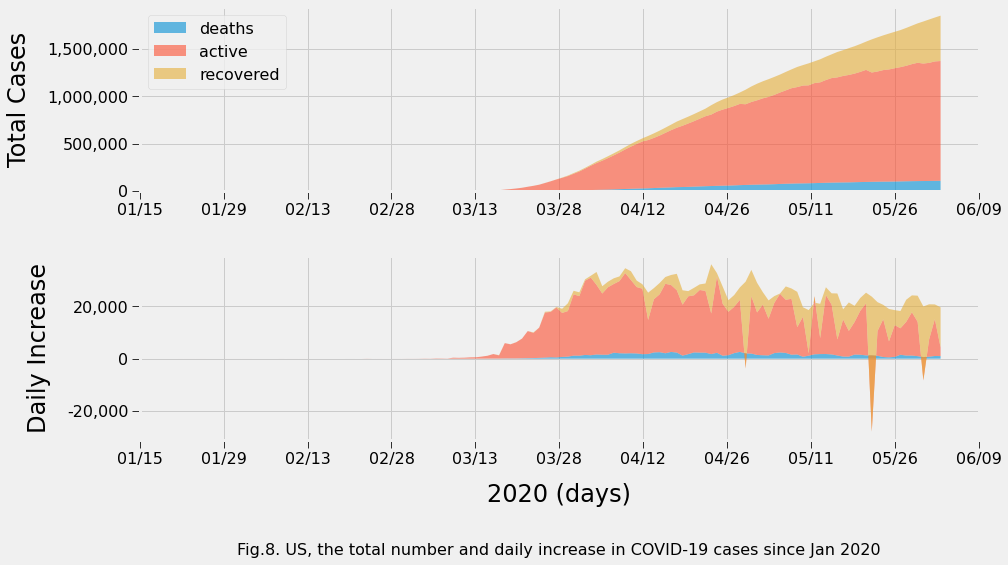 Total Cases
deaths
active
recovered
1,500,000
1,000,000
500,000
0
01/15 01/29 02/13 02/28 03/13 03/28 04/12 04/26 05/11 05/26 06/09
Daily Increase
20,000
0
-20,000
01/15 01/29 02/13 02/28 03/13 03/28 04/12 04/26 05/11 05/26 06/09
2020 (days)
Fig.8. US, the total number and daily increase in COVID-19 cases since Jan 2020